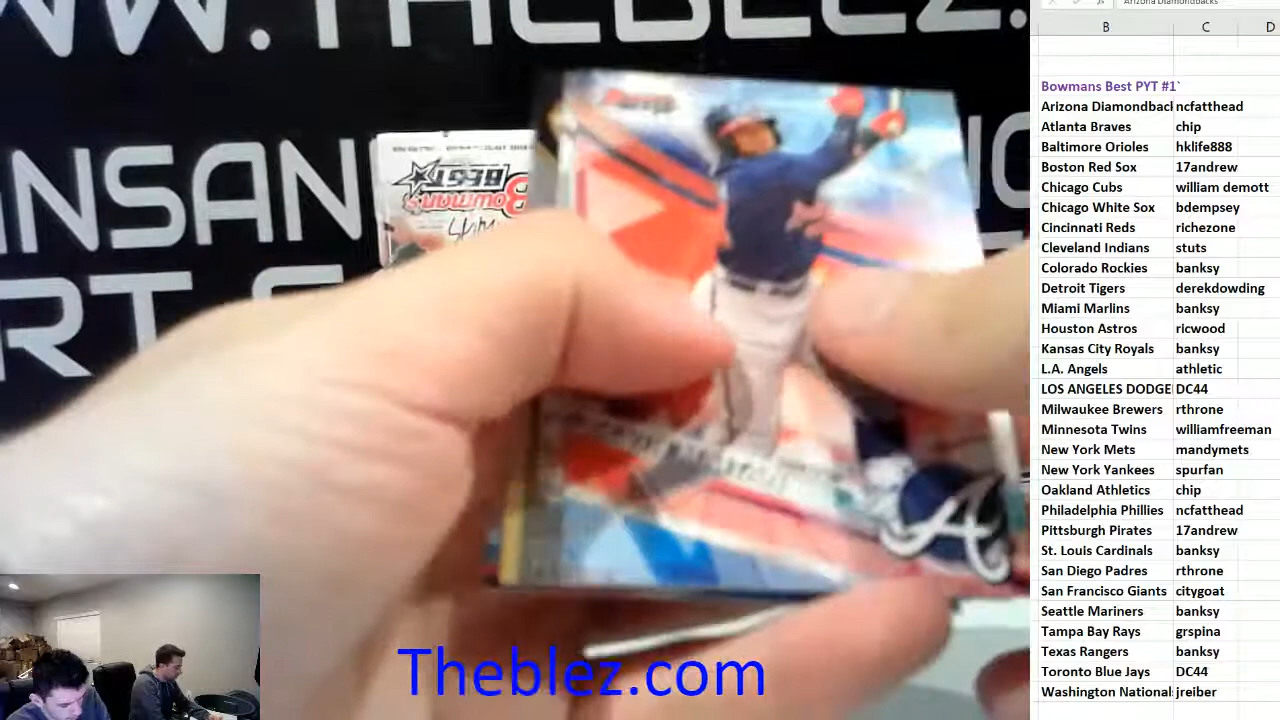 WW.THEBLEZ.
Arizona Diamondbacks
B C D
Bowmans Best PYT #1`
Arizona Diamondbacl ncfatthead
Atlanta Braves chip
Baltimore Orioles hklife888
Boston Red Sox 17andrew
Chicago Cubs william demott
Chicago White Sox bdempsey
Cincinnati Reds richezone
Cleveland Indians stuts
Colorado Rockies banksy
Detroit Tigers derekdowding
Miami Marlins banksy
Houston Astros ricwood
Kansas City Royals banksy
L.A. Angels athletic
LOS ANGELES DODGE DC44
Milwaukee Brewers rthrone
Minnesota Twins williamfreeman
New York Mets mandymets
New York Yankees spurfan
Oakland Athletics chip
Philadelphia Phillies ncfatthead
Pittsburgh Pirates 17andrew
St. Louis Cardinals banksy
San Diego Padres rthrone
San Francisco Giants citygoat
Seattle Mariners banksy
Tampa Bay Rays grspina
Texas Rangers banksy
Toronto Blue Jays DC44
Washington National jreiber
NSAN
RT.
BEST
BOWMAN'S
A
Theblez.com